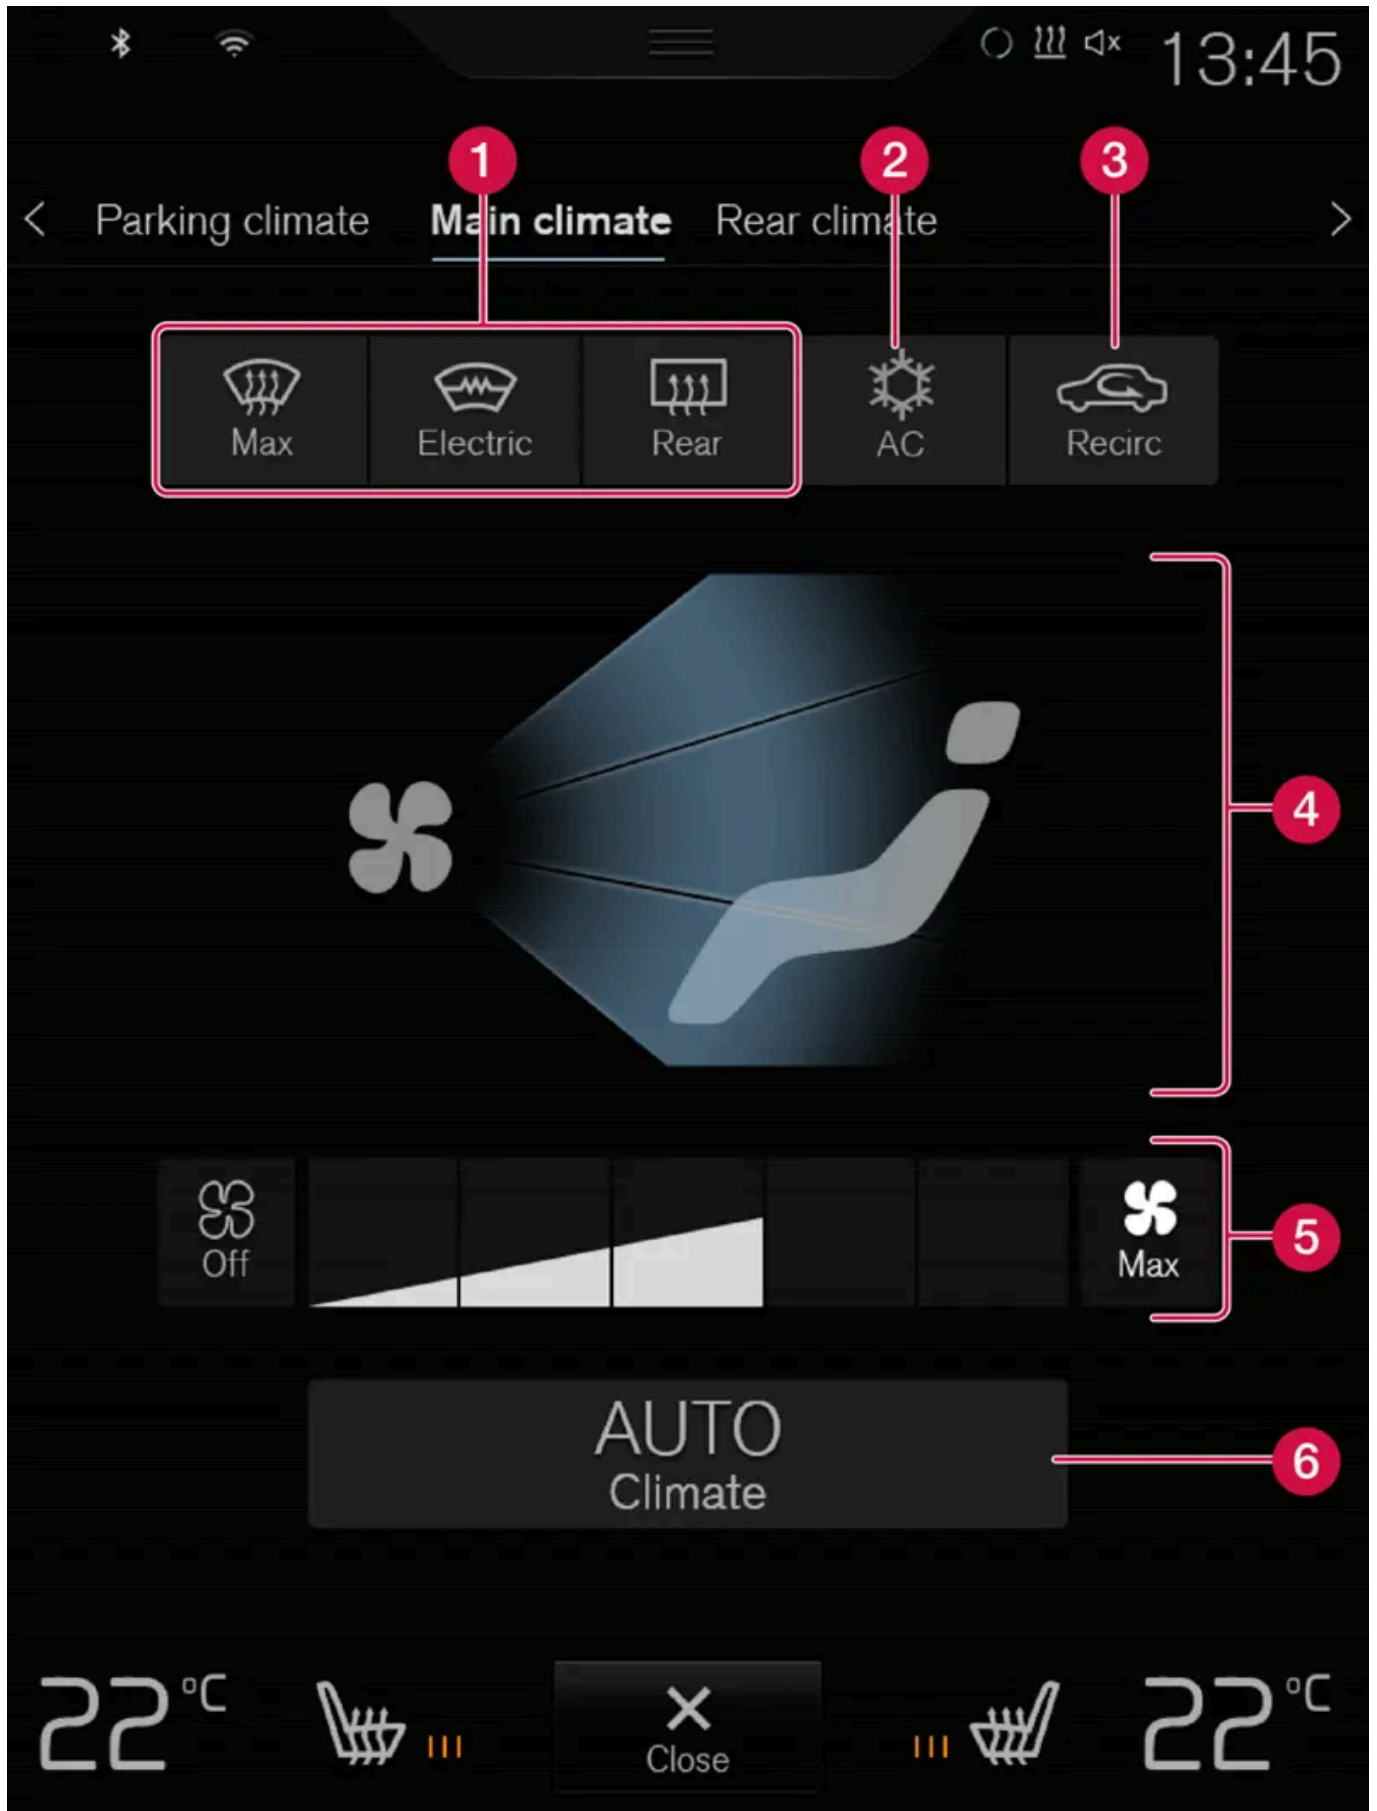 13:45
1 2 3
Parking climate Main climate Rear climate
Max Electric Rear AC Recirc
4
Off Max
5
AUTO
Climate
6
22°C 22°C
Close